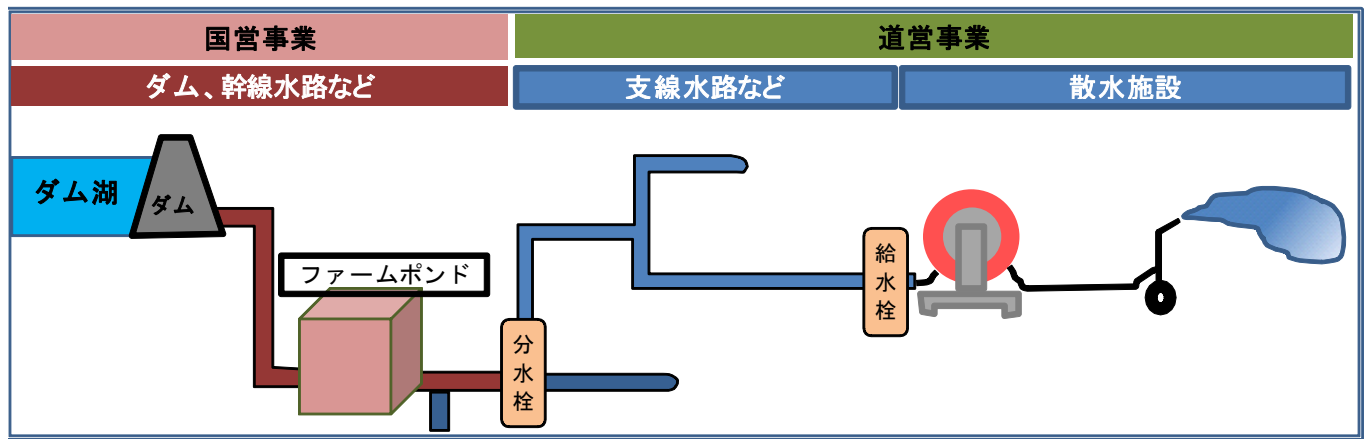 国営事業
道営事業
ダム、幹線水路など
支線水路など
散水施設
ダム湖
ダム
ファームポンド
分水栓
給水栓